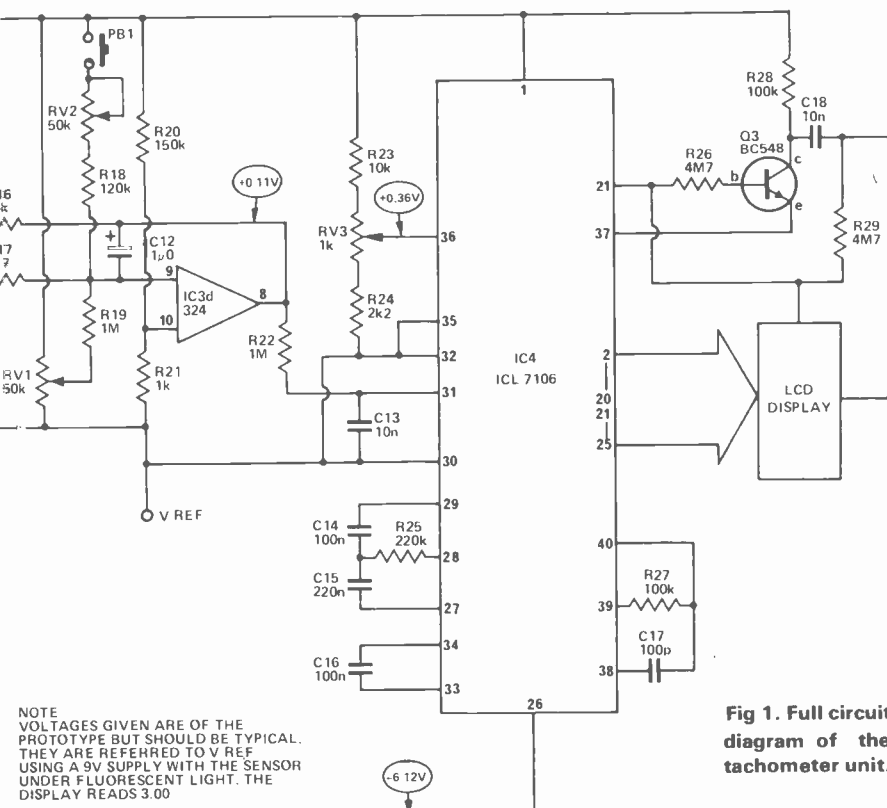 PB1
RV2
50k
R18
120k
R20
150k
+0 11V
R23
10k
+0.36V
RV3
1k
R24
2k2
C12
1µ0
+
9
10
8
IC3d
324
R19
1M
RV1
R21
1k
R22
1M
C13
10n
V REF
C14
100n
R25
220k
C15
220n
C16
100n
1
36
35
32
31
30
29
28
27
34
33
26
IC4
ICL 7106
21
37
2
20
21
25
40
39
38
R28
100k
C18
10n
Q3
BC548
R26
4M7
b
c
e
R29
4M7
LCD
DISPLAY
R27
100k
C17
100p
-6 12V
NOTE
VOLTAGES GIVEN ARE OF THE
PROTOTYPE BUT SHOULD BE TYPICAL.
THEY ARE REFERRED TO V REF
USING A 9V SUPPLY WITH THE SENSOR
UNDER FLUORESCENT LIGHT. THE
DISPLAY READS 3.00
Fig 1. Full circuit
diagram of the
tachometer unit.